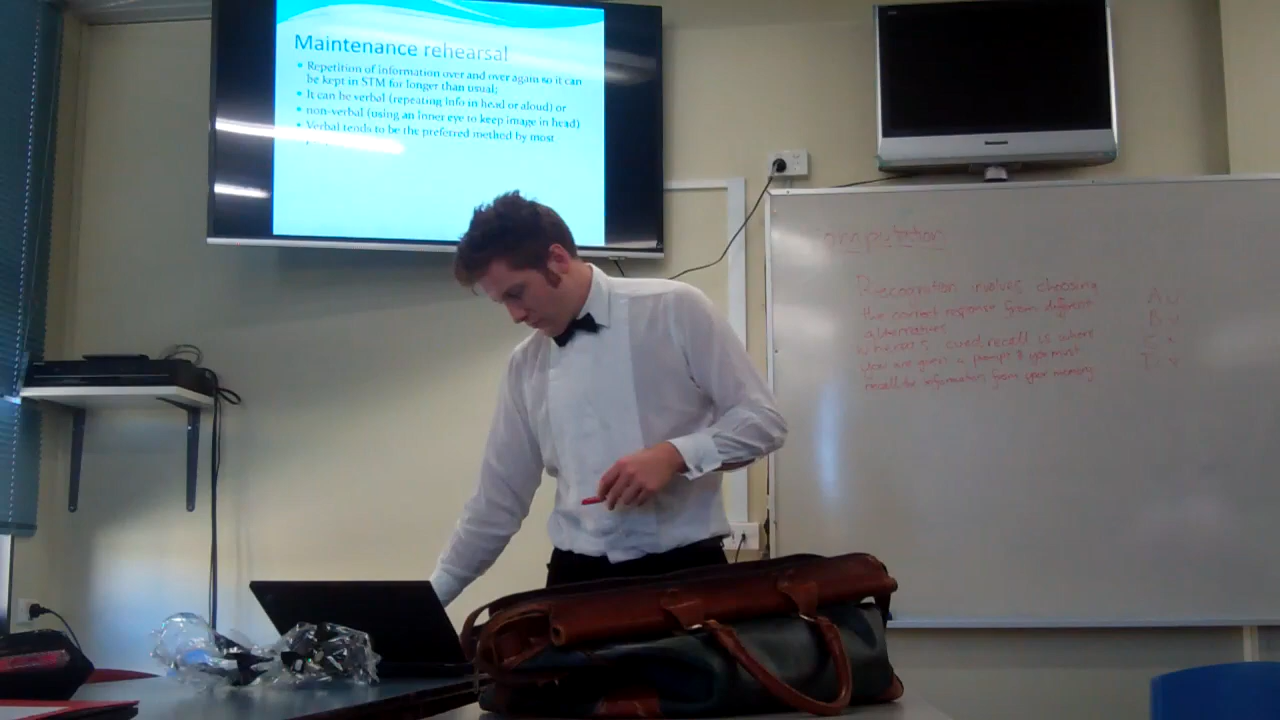 Maintenance rehearsal
Repetition of information over and over again so it can
be kept in STM for longer than usual;
It can be verbal (repeating info in head or aloud) or
non-verbal (using an inner eye to keep image in head)
Verbal tends to be the preferred method by most
Recognition involves choosing
the correct response from different
alternatives
whereas cued recall is where
you are given a prompt & you must
recall the information from your memory